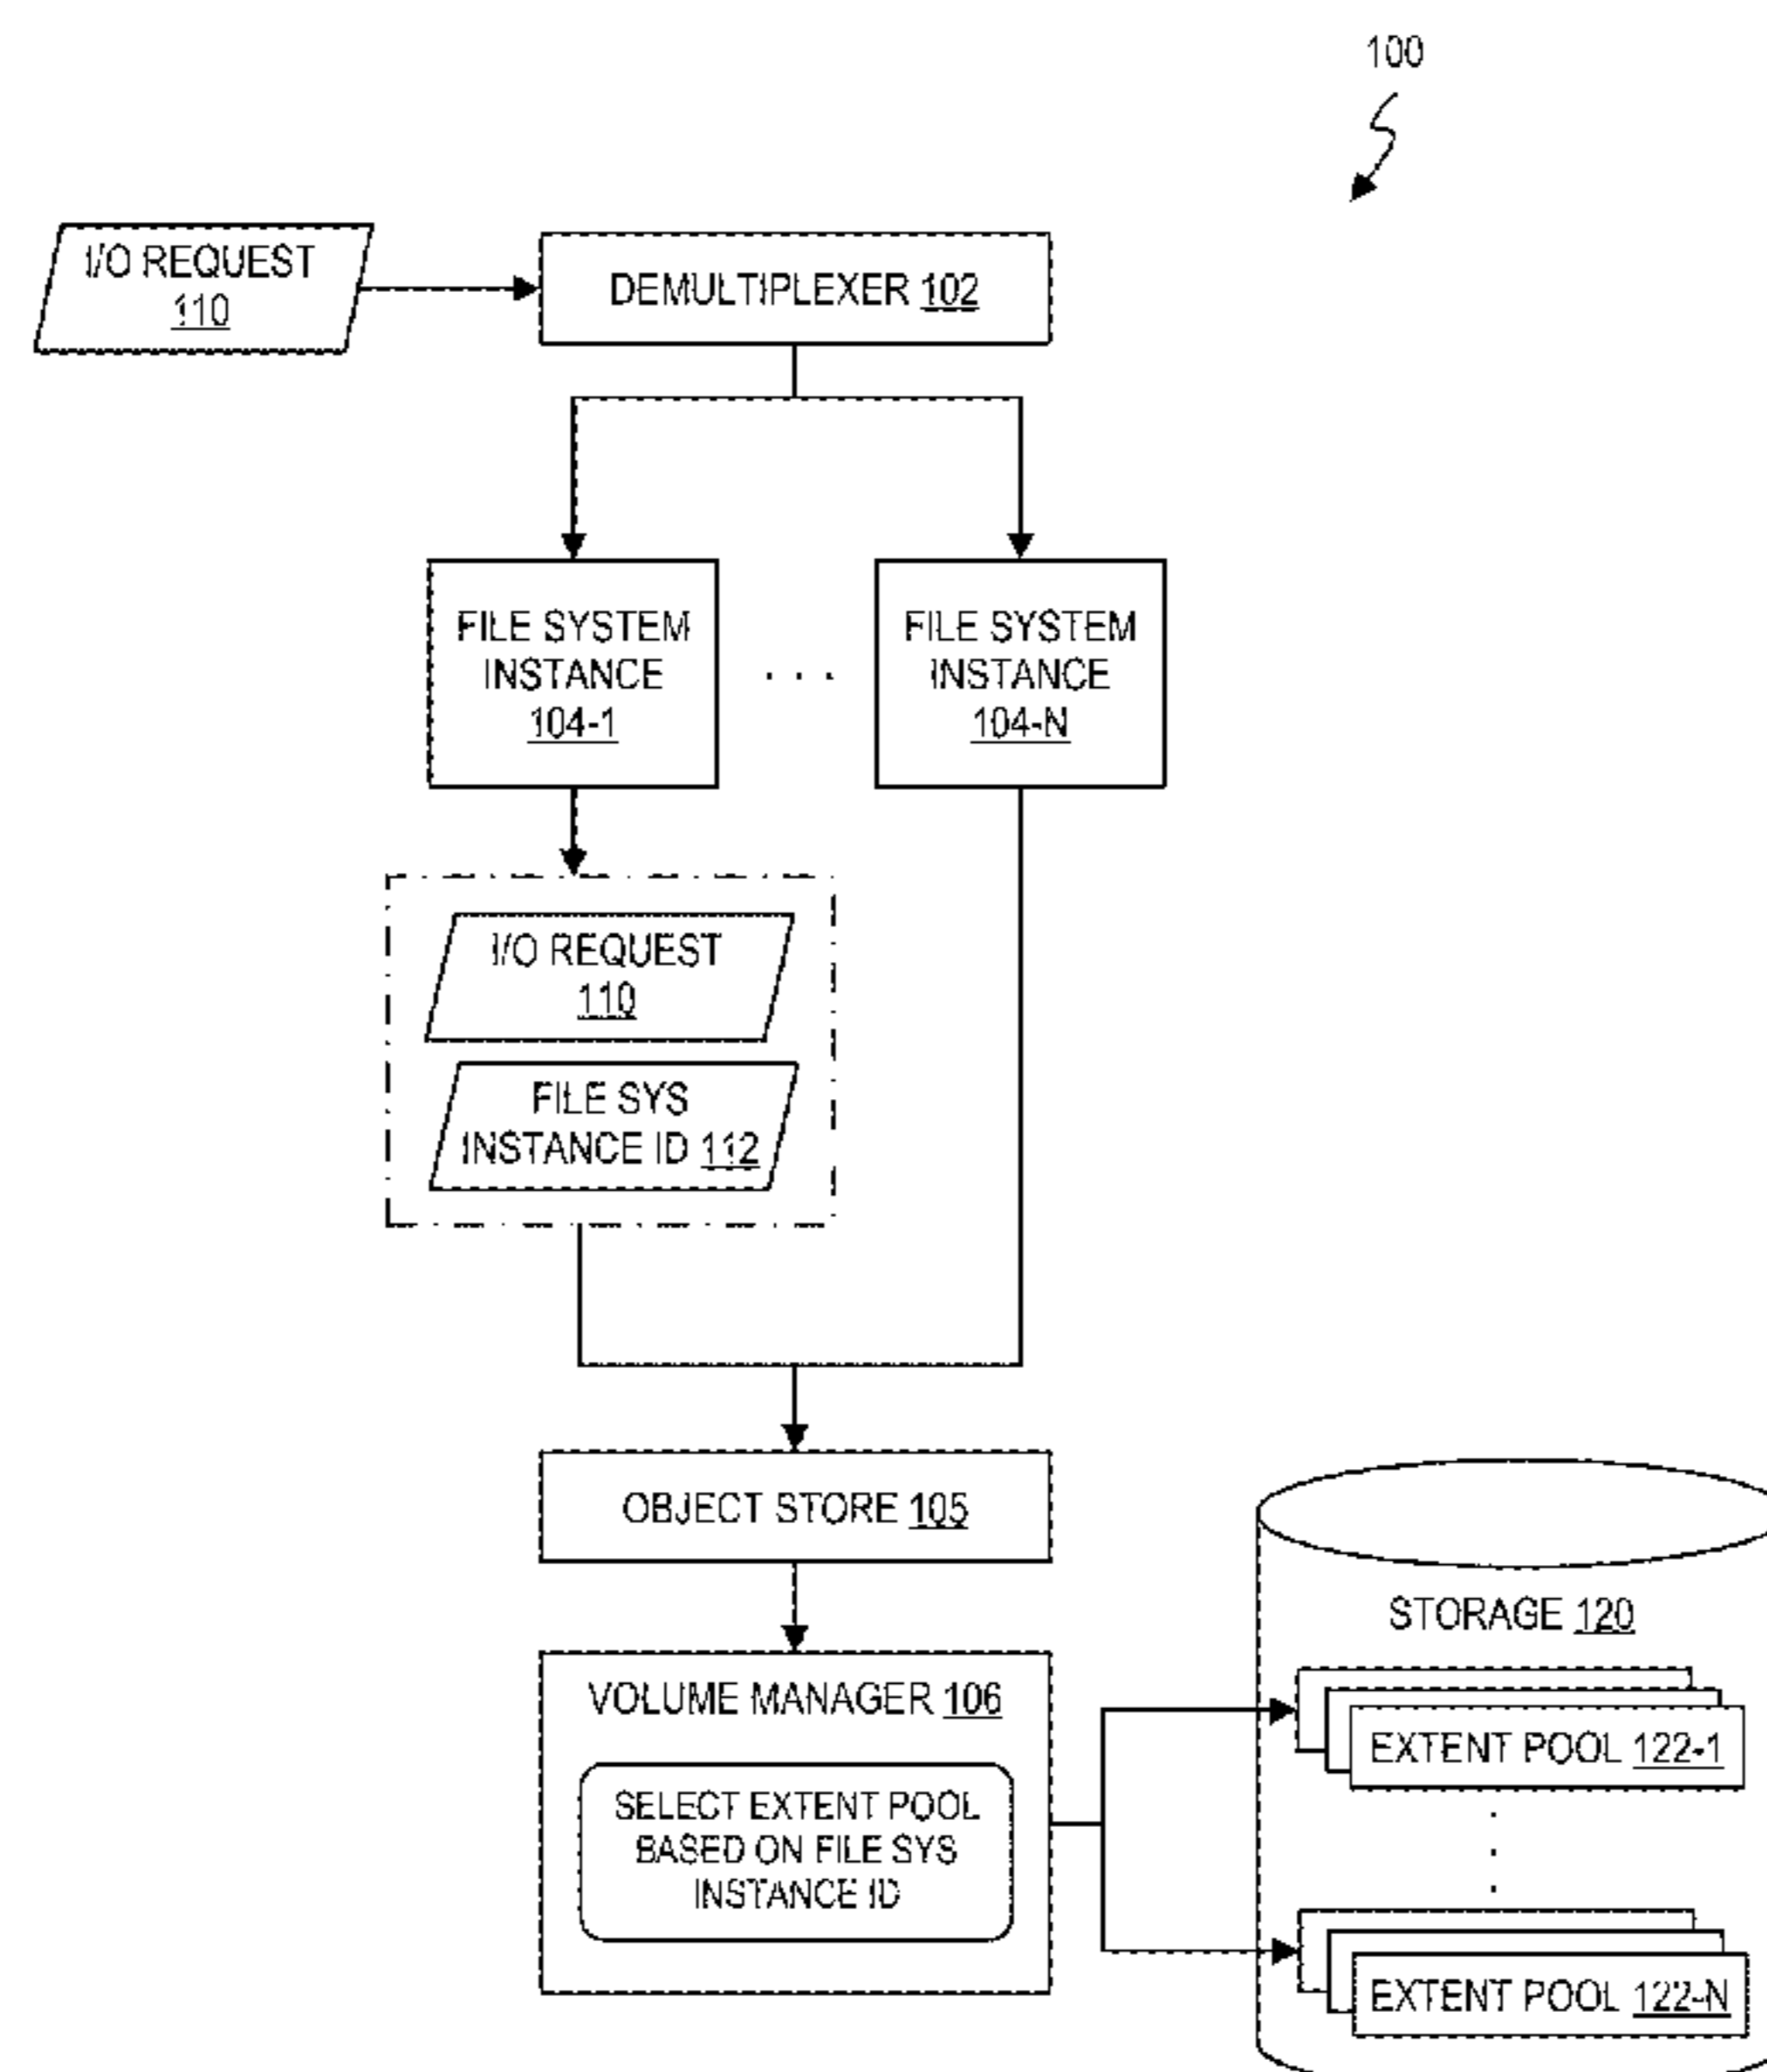 100
I/O REQUEST
110
DEMULTIPLEXER 102
FILE SYSTEM
INSTANCE
104-1
. . .
FILE SYSTEM
INSTANCE
104-N
I/O REQUEST
110
FILE SYS
INSTANCE ID 112
OBJECT STORE 105
VOLUME MANAGER 106
SELECT EXTENT POOL
BASED ON FILE SYS
INSTANCE ID
STORAGE 120
EXTENT POOL 122-1
EXTENT POOL 122-N